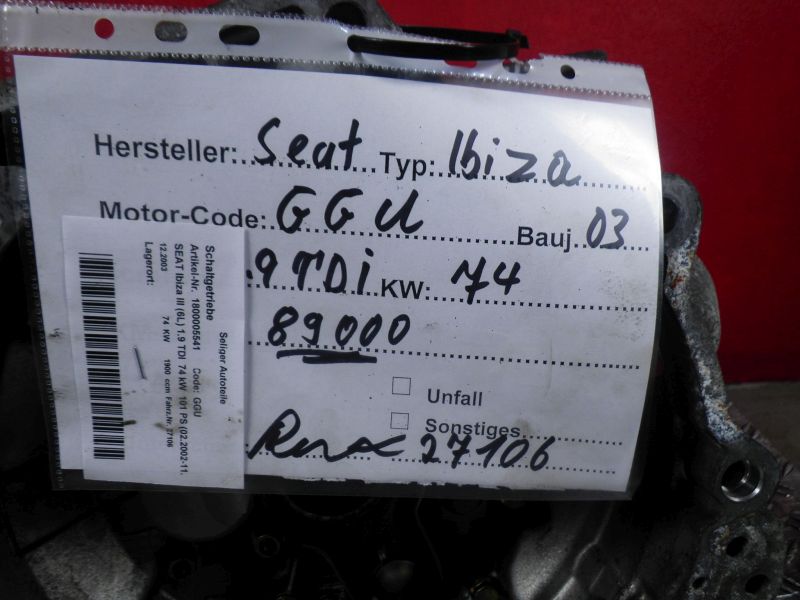 Hersteller: Seat Typ: Ibiza
Motor-Code: GGU Bauj 03
.9 TDi KW: 74
89000
Unfall
Sonstiges
27106
Seliger Autoteile
Schaltgetriebe
Artikel-Nr. 1800005541 Code: GGU
SEAT Ibiza III (6L) 1.9 TDI 74 kW 101 PS (02.2002-11.
12.2003 74 KW 1900 ccm Fahrz.Nr. 27106
Lagerort: